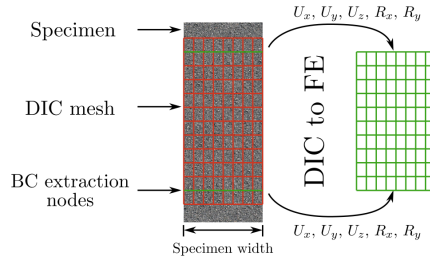 Specimen
DIC mesh
BC extraction
nodes
Specimen width
U_x, U_y, U_z, R_x, R_y
DIC to FE
U_x, U_y, U_z, R_x, R_y